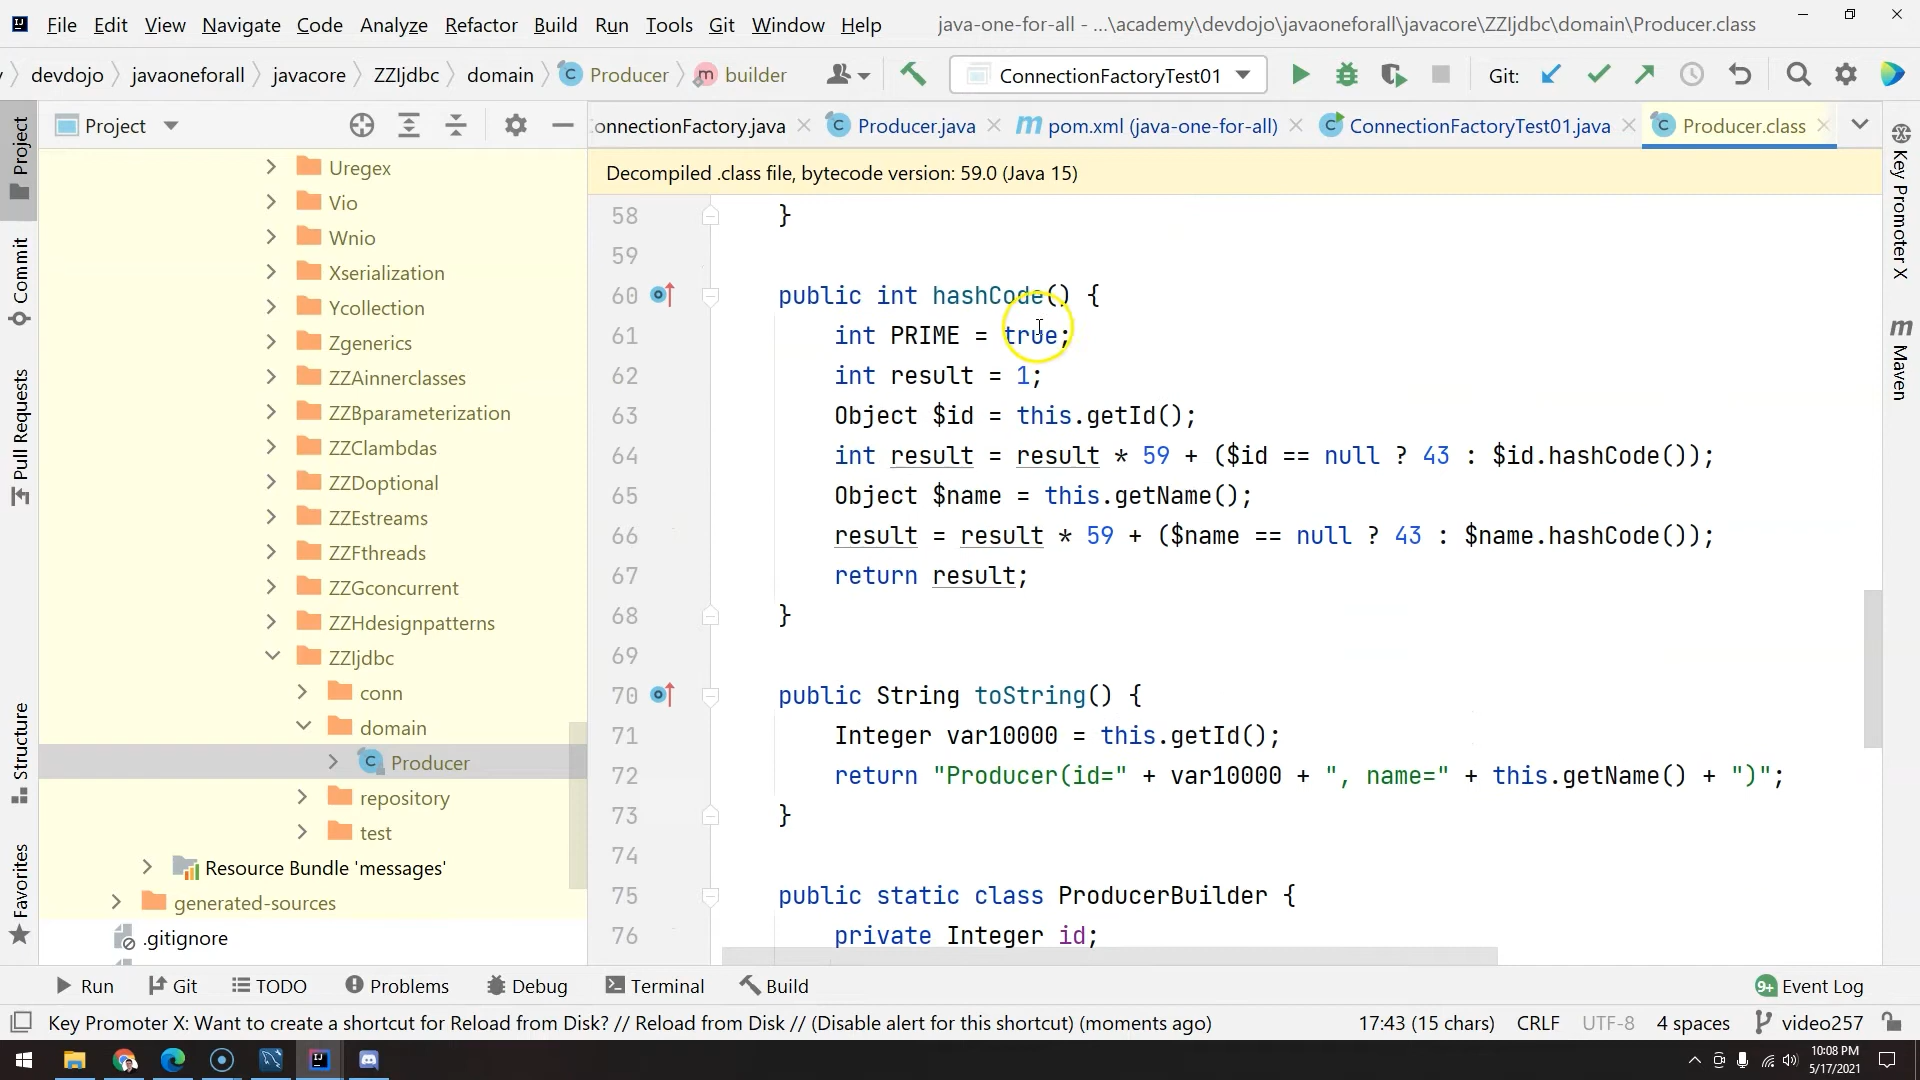 File Edit View Navigate Code Analyze Refactor Build Run Tools Git Window Help java-one-for-all - ...\academy\devdojo\javaoneforall\javacore\ZZIjdbc\domain\Producer.class
devdojo javaoneforall javacore ZZIjdbc domain Producer builder ConnectionFactoryTest01 Git:
Project
onnectionFactory.java Producer.java pom.xml (java-one-for-all) ConnectionFactoryTest01.java Producer.class
Decompiled .class file, bytecode version: 59.0 (Java 15)
Project
Commit
Pull Requests
Structure
Favorites
Uregex
Vio
Wnio
Xserialization
Ycollection
Zgenerics
ZZAinnerclasses
ZZBparameterization
ZZClambdas
ZZDoptional
ZZEstreams
ZZFthreads
ZZGconcurrent
ZZHdesignpatterns
ZZIjdbc
conn
domain
Producer
repository
test
Resource Bundle 'messages'
generated-sources
.gitignore
58 }
59
60 public int hashCode() {
61 int PRIME = true;
62 int result = 1;
63 Object $id = this.getId();
64 int result = result * 59 + ($id == null ? 43 : $id.hashCode());
65 Object $name = this.getName();
66 result = result * 59 + ($name == null ? 43 : $name.hashCode());
67 return result;
68 }
69
70 public String toString() {
71 Integer var10000 = this.getId();
72 return "Producer(id=" + var10000 + ", name=" + this.getName() + ")";
73 }
74
75 public static class ProducerBuilder {
76 private Integer id;
Key Promoter X
Maven
Run Git TODO Problems Debug Terminal Build 9+ Event Log
Key Promoter X: Want to create a shortcut for Reload from Disk? // Reload from Disk // (Disable alert for this shortcut) (moments ago) 17:43 (15 chars) CRLF UTF-8 4 spaces video257
10:08 PM
5/17/2021